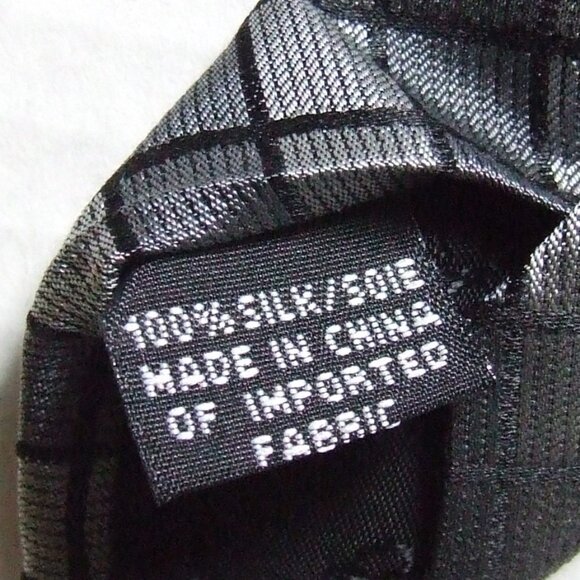 100% SILK/SOIE
MADE IN CHINA
OF IMPORTED
FABRIC